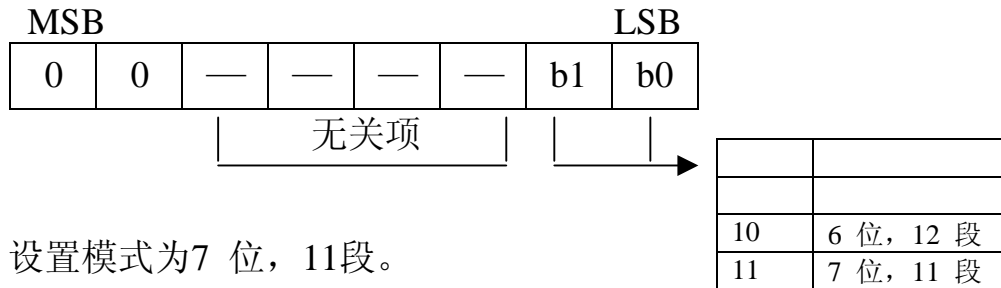 MSB LSB
0 0 — — — — b1 b0
无关项
10 6 位，12 段
11 7 位，11 段
设置模式为7 位，11段。